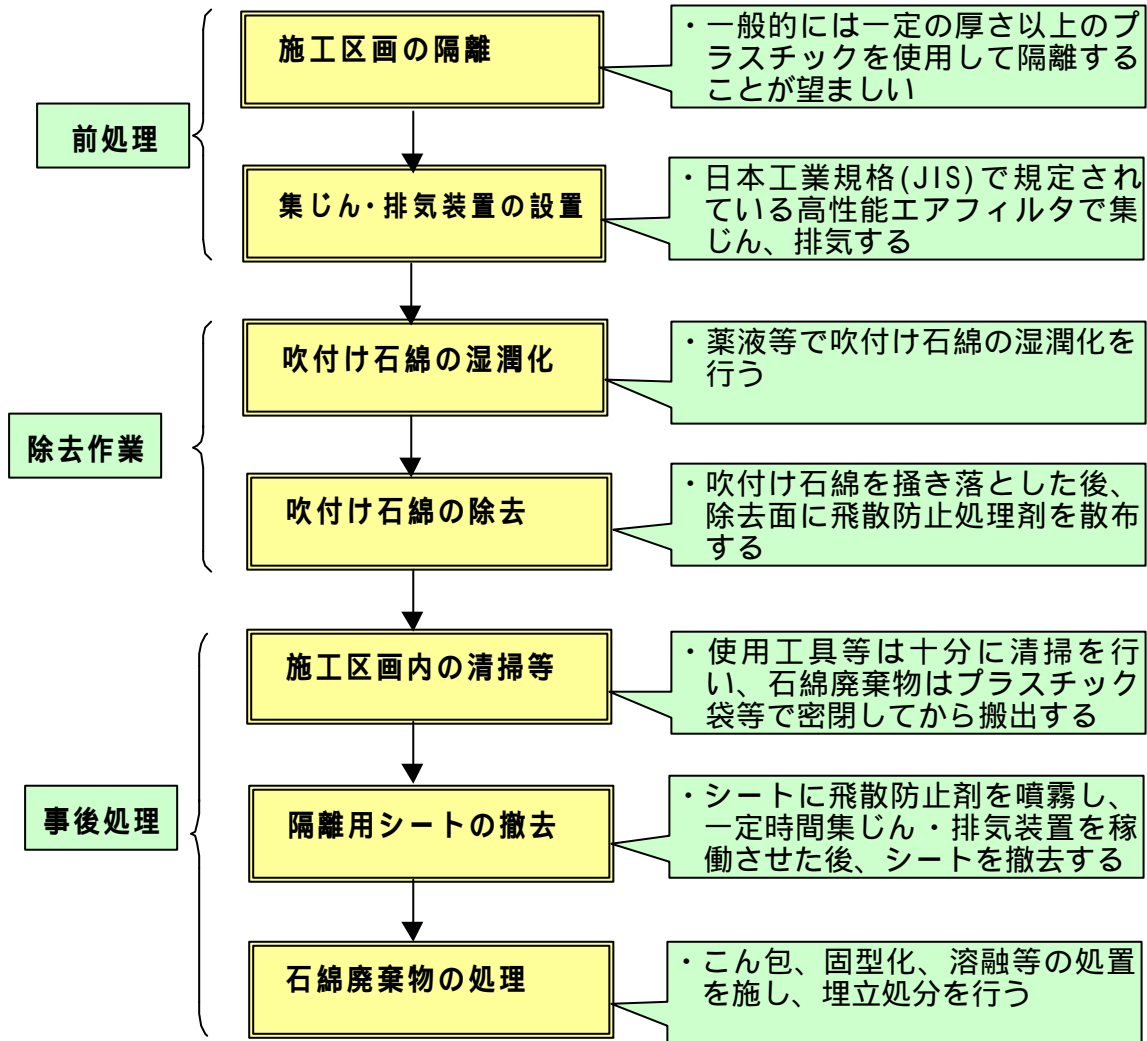 前処理
施工区画の隔離
・一般的には一定の厚さ以上のプ
ラスチックを使用して隔離する
ことが望ましい
集じん・排気装置の設置
・日本工業規格(JIS)で規定され
ている高性能エアフィルタで集
じん、排気する
除去作業
吹付け石綿の湿潤化
・薬液等で吹付け石綿の湿潤化を
行う
吹付け石綿の除去
・吹付け石綿を掻き落とした後、
除去面に飛散防止処理剤を散布
する
事後処理
施工区画内の清掃等
・使用工具等は十分に清掃を行
い、石綿廃棄物はプラスチック
袋等で密閉してから搬出する
隔離用シートの撤去
・シートに飛散防止剤を噴霧し、
一定時間集じん・排気装置を稼
働させた後、シートを撤去する
石綿廃棄物の処理
・こん包、固型化、溶融等の処置
を施し、埋立処分を行う